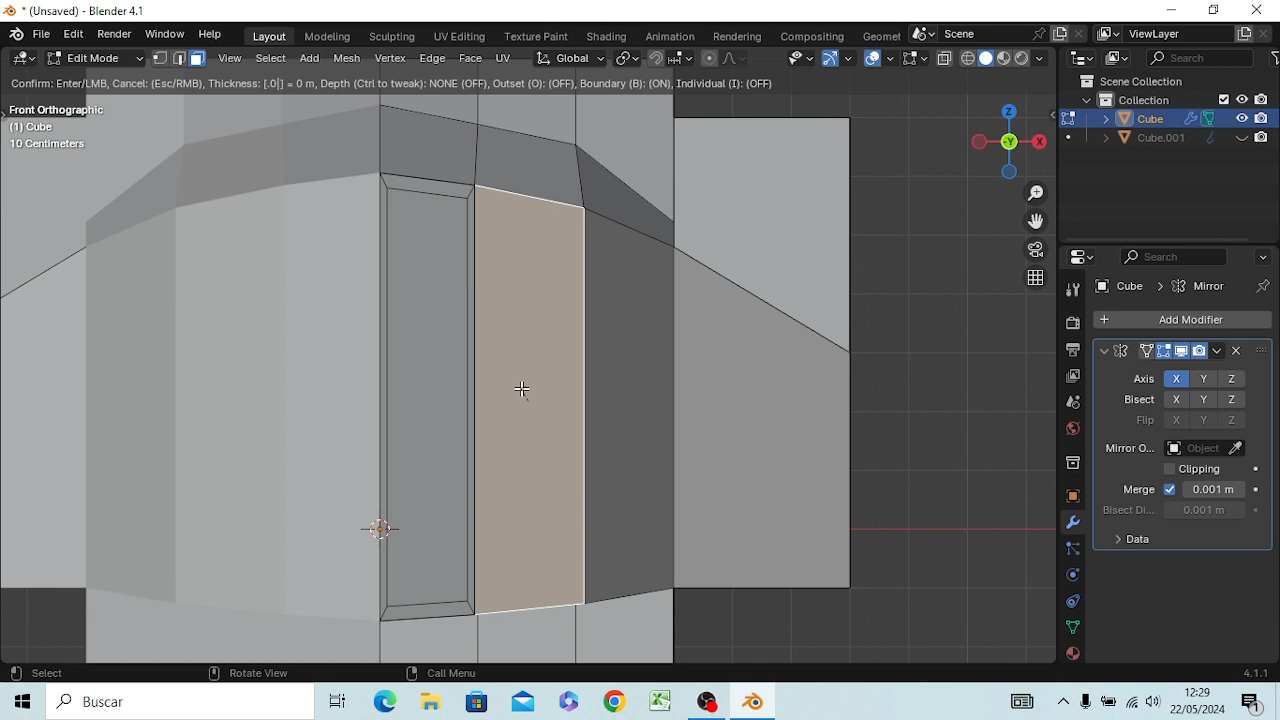 * (Unsaved) - Blender 4.1
File Edit Render Window Help Layout Modeling Sculpting UV Editing Texture Paint Shading Animation Rendering Compositing Geomet Scene ViewLayer
Edit Mode View Select Add Mesh Vertex Edge Face UV Global Search
Confirm: Enter/LMB, Cancel: (Esc/RMB), Thickness: [.0|] = 0 m, Depth (Ctrl to tweak): NONE (OFF), Outset (O): (OFF), Boundary (B): (ON), Individual (I): (OFF)
Front Orthographic
(1) Cube
10 Centimeters
Z
X
-Y
Scene Collection
Collection
Cube
Cube.001
Search
Cube > Mirror
+ Add Modifier
Axis X Y Z
Bisect X Y Z
Flip X Y Z
Mirror O... Object
Clipping
Merge 0.001 m
Bisect Di... 0.001 m
Data
Select Rotate View Call Menu 4.1.1
Buscar
12:29
22/05/2024
1